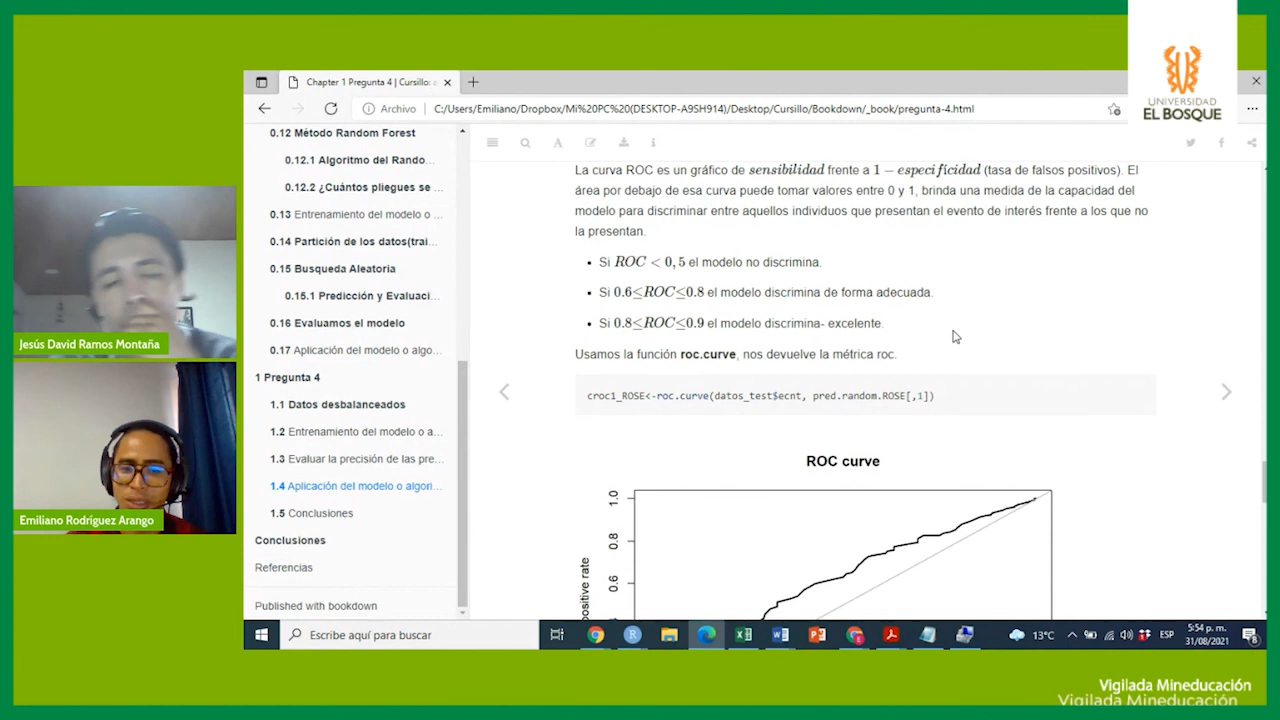 UNIVERSIDAD
EL BOSQUE
Chapter 1 Pregunta 4 | Cursillo: a
Archivo
C:/Users/Emiliano/Dropbox/Mi%20PC%20(DESKTOP-A9SH914)/Desktop/Cursillo/Bookdown/_book/pregunta-4.html
0.12 Método Random Forest
0.12.1 Algoritmo del Rando...
0.12.2 ¿Cuántos pliegues se ...
0.13 Entrenamiento del modelo o ...
0.14 Partición de los datos(trai...
0.15 Busqueda Aleatoria
0.15.1 Predicción y Evaluaci...
0.16 Evaluamos el modelo
0.17 Aplicación del modelo o algo...
1 Pregunta 4
1.1 Datos desbalanceados
1.2 Entrenamiento del modelo o a...
1.3 Evaluar la precisión de las pre...
1.4 Aplicación del modelo o algori...
1.5 Conclusiones
Conclusiones
Referencias
Published with bookdown
La curva ROC es un gráfico de sensibilidad frente a 1 − específicidad (tasa de falsos positivos). El
área por debajo de esa curva puede tomar valores entre 0 y 1, brinda una medida de la capacidad del
modelo para discriminar entre aquellos individuos que presentan el evento de interés frente a los que no
la presentan.
• Si ROC < 0, 5 el modelo no discrimina.
• Si 0.6≤ROC≤0.8 el modelo discrimina de forma adecuada.
• Si 0.8≤ROC≤0.9 el modelo discrimina- excelente.
Usamos la función roc.curve, nos devuelve la métrica roc.
croc1_ROSE<-roc.curve(datos_test$ecnt, pred.random.ROSE[,1])
ROC curve
1.0
0.8
0.6
positive rate
Jesús David Ramos Montaña
Emiliano Rodríguez Arango
Escribe aquí para buscar
13°C
ESP
5:54 p. m.
31/08/2021
Vigilada Mineducación
Vigilada Mineducación